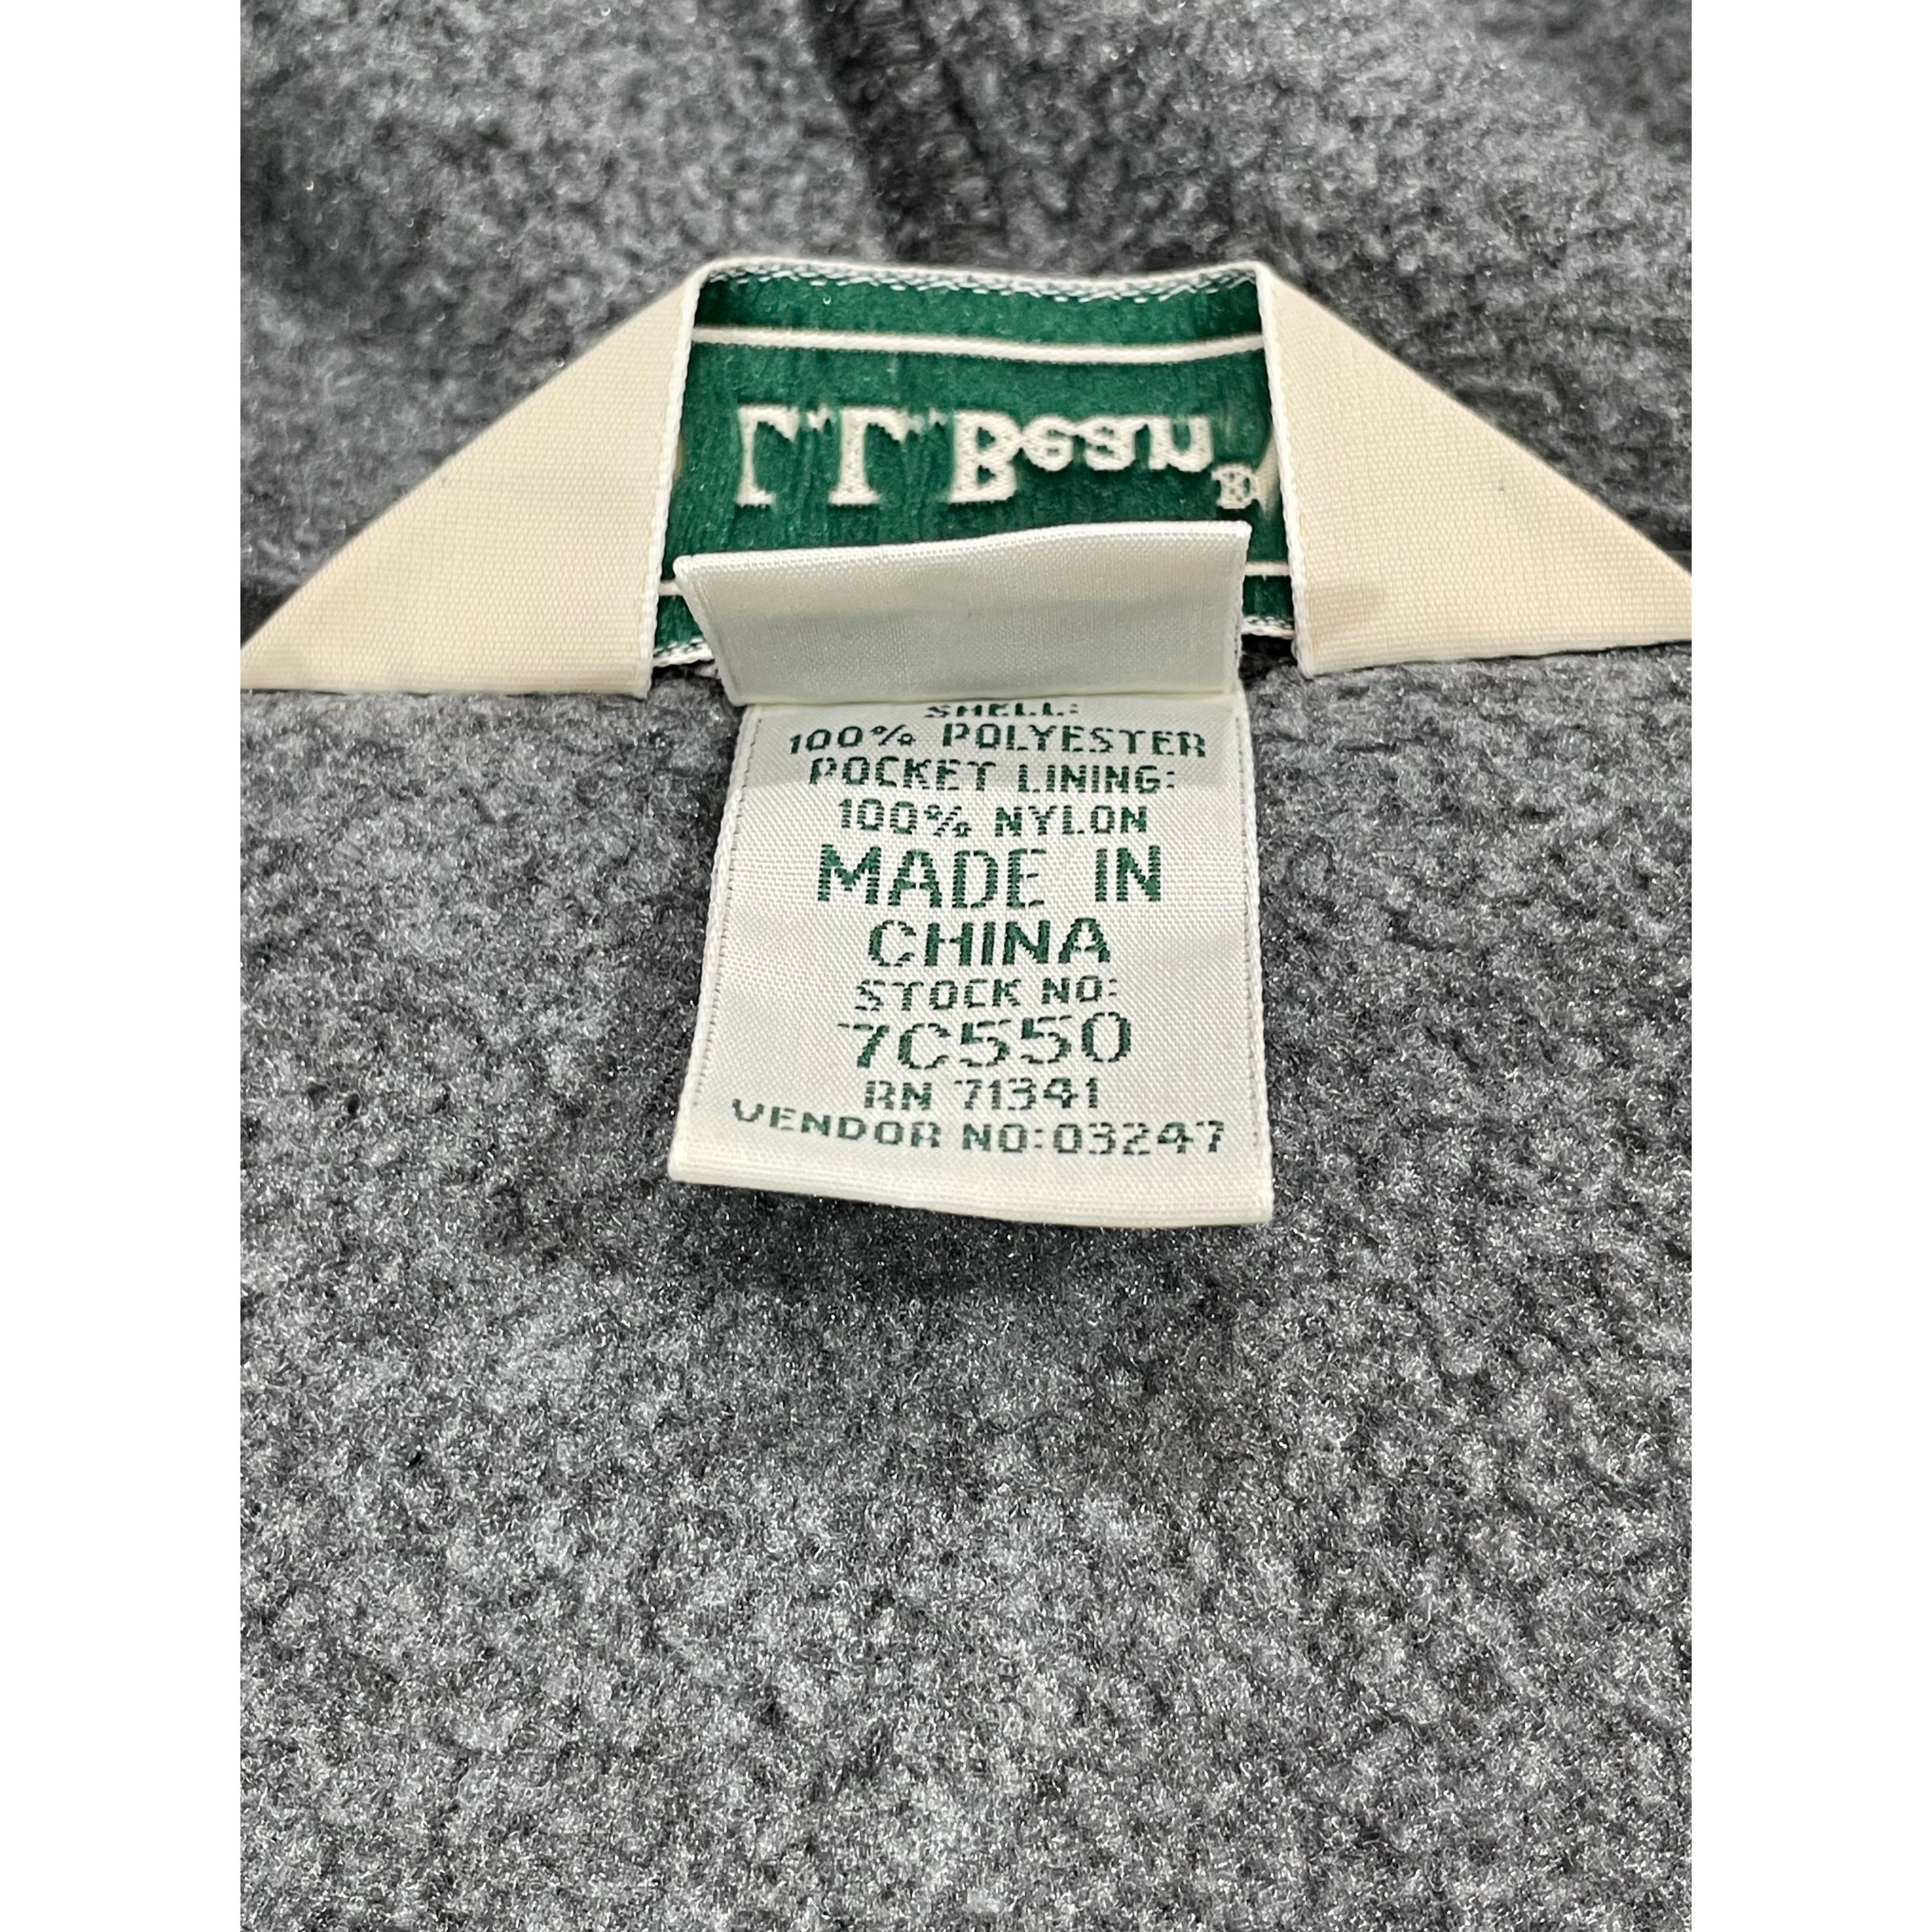 L.L.Bean®
SHELL:
100% POLYESTER
POCKET LINING:
100% NYLON
MADE IN
CHINA
STOCK NO:
7C550
RN 71341
VENDOR NO:03247